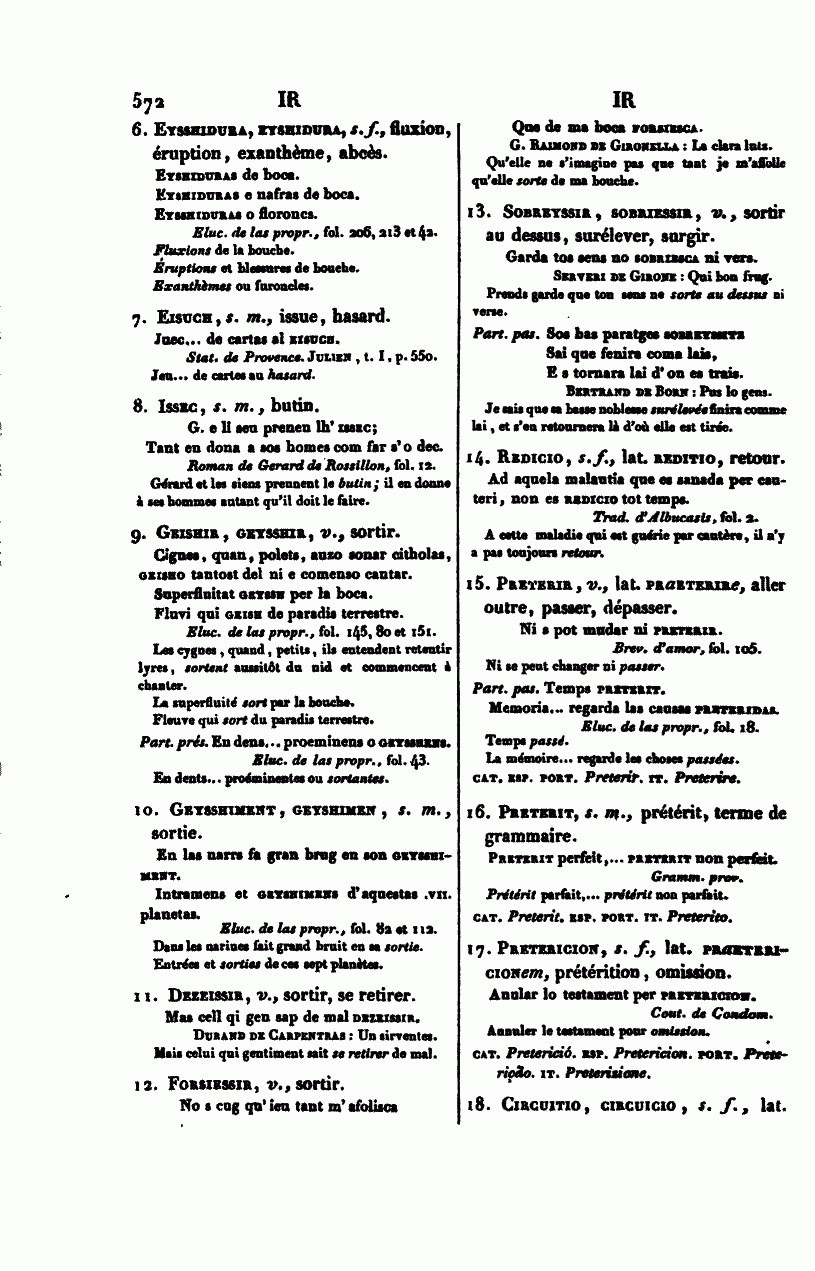 572 IR
6. Eysshidura, eyshidura, s. f., fluxion,
éruption, exanthème, abcès.
Eyshiduras de boca.
Eyshiduras e nafras de boca.
Eysshiduras o floroncs.
Eluc. de las propr., fol. 206, 213 et 42.
Fluxions de la bouche.
Éruptions et blessures de bouche.
Exanthèmes ou furoncles.
7. Eisuch, s. m., issue, hasard.
Juec... de cartas al eisuch.
Stat. de Provence. Julien, t. I, p. 550.
Jeu... de cartes au hasard.
8. Issec, s. m., butin.
G. e li seu prenen lh' issec;
Tant en dona a sos homes com far s'o dec.
Roman de Gerard de Rossillon, fol. 12.
Gérard et les siens prennent le butin; il en donne
à ses hommes autant qu'il doit le faire.
9. Geishir, geysshir, v., sortir.
Cignes, quan, polets, auzo sonar citholas,
geisho tantost del ni e comenso cantar.
Superfluitat geyssh per la boca.
Fluvi qui geish de paradis terrestre.
Eluc. de las propr., fol. 146, 80 et 151.
Les cygnes, quand, petits, ils entendent retentir
lyres, sortent aussitôt du nid et commencent à
chanter.
La superfluité sort par la bouche.
Fleuve qui sort du paradis terrestre.
Part. prés. En dens... proeminens o geysshens.
Eluc. de las propr., fol. 43.
En dents... proéminentes ou sortantes.
10. Geysshiment, geyshimen, s. m.,
sortie.
En las narrs fa gran brug en son geysshi-
ment.
Intramens et geyshimens d'aquestas .vii.
planetas.
Eluc. de las propr., fol. 82 et 112.
Dans les narines fait grand bruit en sa sortie.
Entrées et sorties de ces sept planètes.
11. Dezeissir, v., sortir, se retirer.
Mas cell qi gen sap de mal dezeissir.
Durand de Carpentras: Un sirventes.
Mais celui qui gentiment sait se retirer de mal.
12. Forsiessir, v., sortir.
No s cug qu'ieu tant m'afolisca
IR
Que de ma boca forsiesca.
G. Raimond de Gironella: La clara luts.
Qu'elle ne s'imagine pas que tant je m'affolle
qu'elle sorte de ma bouche.
13. Sobreyssir, sobriessir, v., sortir
au dessus, surélever, surgir.
Garda tos sens no sobriesca ni vers.
Serveri de Girone: Qui bon frug.
Prends garde que ton sens ne sorte au dessus ni
verse.
Part. pas. Sos bas paratges sobreyssitz
Sai que fenira coma lais,
E s tornara lai d'on es trais.
Bertrand de Born: Pus lo gens.
Je sais que sa basse noblesse surélevée finira comme
lai, et s'en retournera là d'où elle est tirée.
14. Redicio, s. f., lat. reditio, retour.
Ad aquela malautia que es sanada per cau-
teri, non es redicio tot temps.
Trad. d'Albucasis, fol. 2.
A cette maladie qui est guérie par cautère, il n'y
a pas toujours retour.
15. Preterir, v., lat. praeterire, aller
outre, passer, dépasser.
Ni s pot mudar ni preterir.
Brev. d'amor, fol. 105.
Ni se peut changer ni passer.
Part. pas. Temps preterit.
Memoria... regarda las causas preteridas.
Eluc. de las propr., fol. 18.
Temps passé.
La mémoire... regarde les choses passées.
cat. esp. port. Preterir. it. Preterire.
16. Preterit, s. m., prétérit, terme de
grammaire.
Preterit perfeit,... preterit non perfeit.
Gramm. prov.
Prétérit parfait,... prétérit non parfait.
cat. Preterit. esp. port. it. Preterito.
17. Pretericion, s. f., lat. praeteri-
cionem, prétérition, omission.
Anular lo testament per pretericion.
Cout. de Condom.
Annuler le testament pour omission.
cat. Preterició. esp. Pretericion. port. Prete-
rição. it. Preterizione.
18. Circuitio, circuicio, s. f., lat.